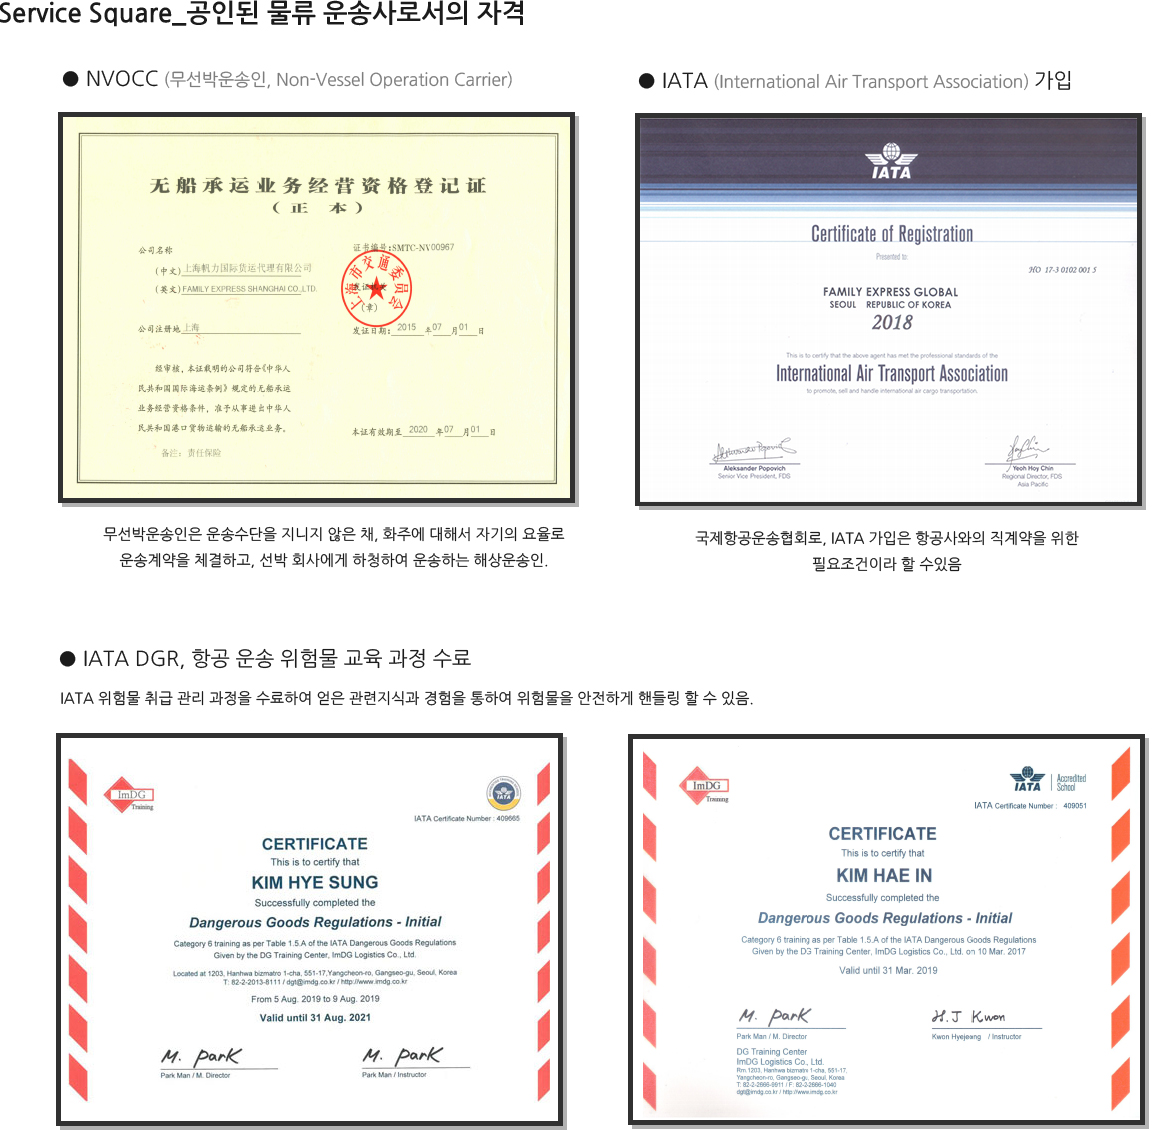 Service Square_공인된 물류 운송사로서의 자격
● NVOCC (무선박운송인, Non-Vessel Operation Carrier)
无船承运业务经营资格登记证
(正 本)
公司名称
证书编号:SMTC-NV00967
(中文)上海帆力国际货运代理有限公司
(英文)FAMILY EXPRESS SHANGHAI CO.,LTD.
上海市交通委员会
发证机关
(章)
公司注册地 上海
发证日期: 2015 年07 月01 日
经审核, 本证载明的公司符合《中华人
民共和国国际海运条例》规定的无船承运
业务经营资格条件, 准予从事进出中华人
民共和国港口货物运输的无船承运业务。
本证有效期至 2020 年07 月01 日
备注: 责任保险
무선박운송인은 운송수단을 지니지 않은 채, 화주에 대해서 자기의 요율로
운송계약을 체결하고, 선박 회사에게 하청하여 운송하는 해상운송인.
● IATA (International Air Transport Association) 가입
IATA
Certificate of Registration
Presented to:
HO 17-3 0102 001 5
FAMILY EXPRESS GLOBAL
SEOUL REPUBLIC OF KOREA
2018
This is to certify that the above agent has met the professional standards of the
International Air Transport Association
to promote, sell and handle international air cargo transportation.
Aleksander Popovich
Senior Vice President, FDS
Yeoh Hoy Chin
Regional Director, FDS
Asia Pacific
국제항공운송협회로, IATA 가입은 항공사와의 직계약을 위한
필요조건이라 할 수있음
● IATA DGR, 항공 운송 위험물 교육 과정 수료
IATA 위험물 취급 관리 과정을 수료하여 얻은 관련지식과 경험을 통하여 위험물을 안전하게 핸들링 할 수 있음.
ImDG
Training
IATA
IATA Certificate Number : 409665
CERTIFICATE
This is to certify that
KIM HYE SUNG
Successfully completed the
Dangerous Goods Regulations - Initial
Category 6 training as per Table 1.5.A of the IATA Dangerous Goods Regulations
Given by the DG Training Center, ImDG Logistics Co., Ltd.
Located at 1203, Hanhwa bizmatro 1-cha, 551-17,Yangcheon-ro, Gangseo-gu, Seoul, Korea
T: 82-2-2013-8111 / dgt@imdg.co.kr / http://www.imdg.co.kr
From 5 Aug. 2019 to 9 Aug. 2019
Valid until 31 Aug. 2021
M. Park
M. Park
Park Man / M. Director
Park Man / Instructor
ImDG
Training
IATA
Accredited
School
IATA Certificate Number : 409051
CERTIFICATE
This is to certify that
KIM HAE IN
Successfully completed the
Dangerous Goods Regulations - Initial
Category 6 training as per Table 1.5.A of the IATA Dangerous Goods Regulations
Given by the DG Training Center, ImDG Logistics Co., Ltd. on 10 Mar. 2017
Valid until 31 Mar. 2019
M. Park
H.J Kwon
Park Man / M. Director
Kwon Hyejeong / Instructor
DG Training Center
ImDG Logistics Co., Ltd.
Rm.1203, Hanhwa bizmatro 1-cha, 551-17,
Yangcheon-ro, Gangseo-gu, Seoul, Korea
T: 82-2-2666-5911 / F: 82-2-2666-1040
dgt@imdg.co.kr / http://www.imdg.co.kr